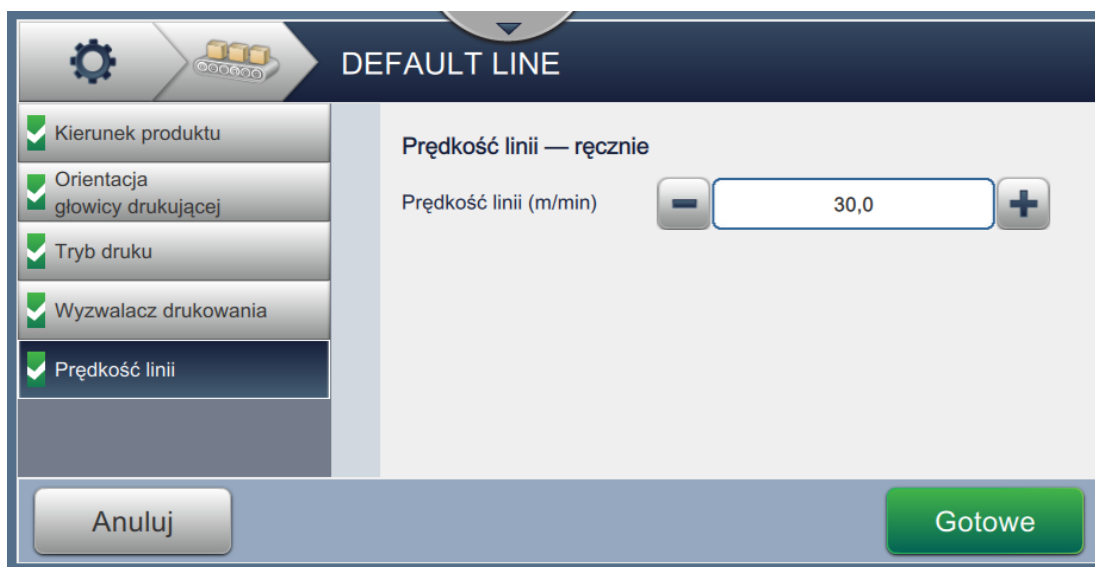 DEFAULT LINE
Kierunek produktu
Orientacja
głowicy drukującej
Tryb druku
Wyzwalacz drukowania
Prędkość linii
Prędkość linii — ręcznie
Prędkość linii (m/min)
30,0
Anuluj
Gotowe